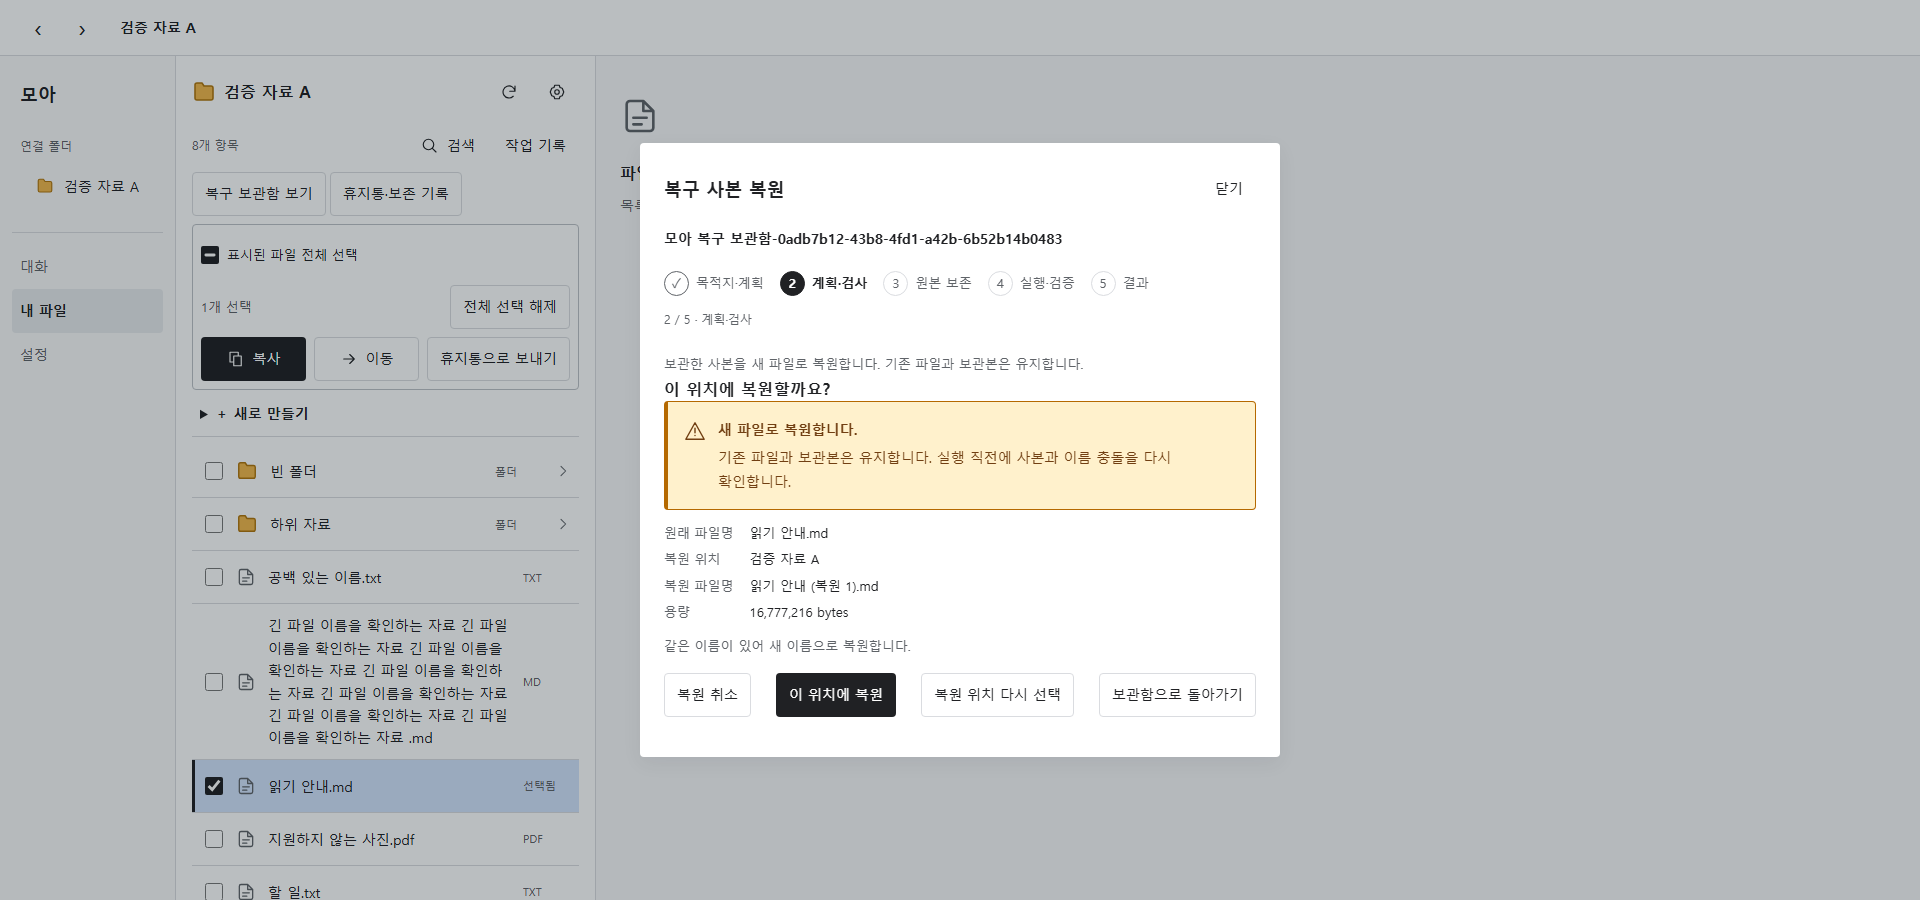 검증 자료 A
모아
연결 폴더
검증 자료 A
대화
내 파일
설정
검증 자료 A
8개 항목
검색
작업 기록
복구 보관함 보기
휴지통·보존 기록
표시된 파일 전체 선택
1개 선택
전체 선택 해제
복사
이동
휴지통으로 보내기
+ 새로 만들기
빈 폴더
폴더
하위 자료
폴더
공백 있는 이름.txt
TXT
긴 파일 이름을 확인하는 자료 긴 파일
이름을 확인하는 자료 긴 파일 이름을
확인하는 자료 긴 파일 이름을 확인하
는 자료 긴 파일 이름을 확인하는 자료
긴 파일 이름을 확인하는 자료 긴 파일
이름을 확인하는 자료 .md
MD
읽기 안내.md
선택됨
지원하지 않는 사진.pdf
PDF
할 일.txt
TXT
복구 사본 복원
닫기
모아 복구 보관함-0adb7b12-43b8-4fd1-a42b-6b52b14b0483
목적지·계획
2 계획·검사
3 원본 보존
4 실행·검증
5 결과
2 / 5 · 계획·검사
보관한 사본을 새 파일로 복원합니다. 기존 파일과 보관본은 유지합니다.
이 위치에 복원할까요?
새 파일로 복원합니다.
기존 파일과 보관본은 유지합니다. 실행 직전에 사본과 이름 충돌을 다시
확인합니다.
원래 파일명 읽기 안내.md
복원 위치 검증 자료 A
복원 파일명 읽기 안내 (복원 1).md
용량 16,777,216 bytes
같은 이름이 있어 새 이름으로 복원합니다.
복원 취소
이 위치에 복원
복원 위치 다시 선택
보관함으로 돌아가기